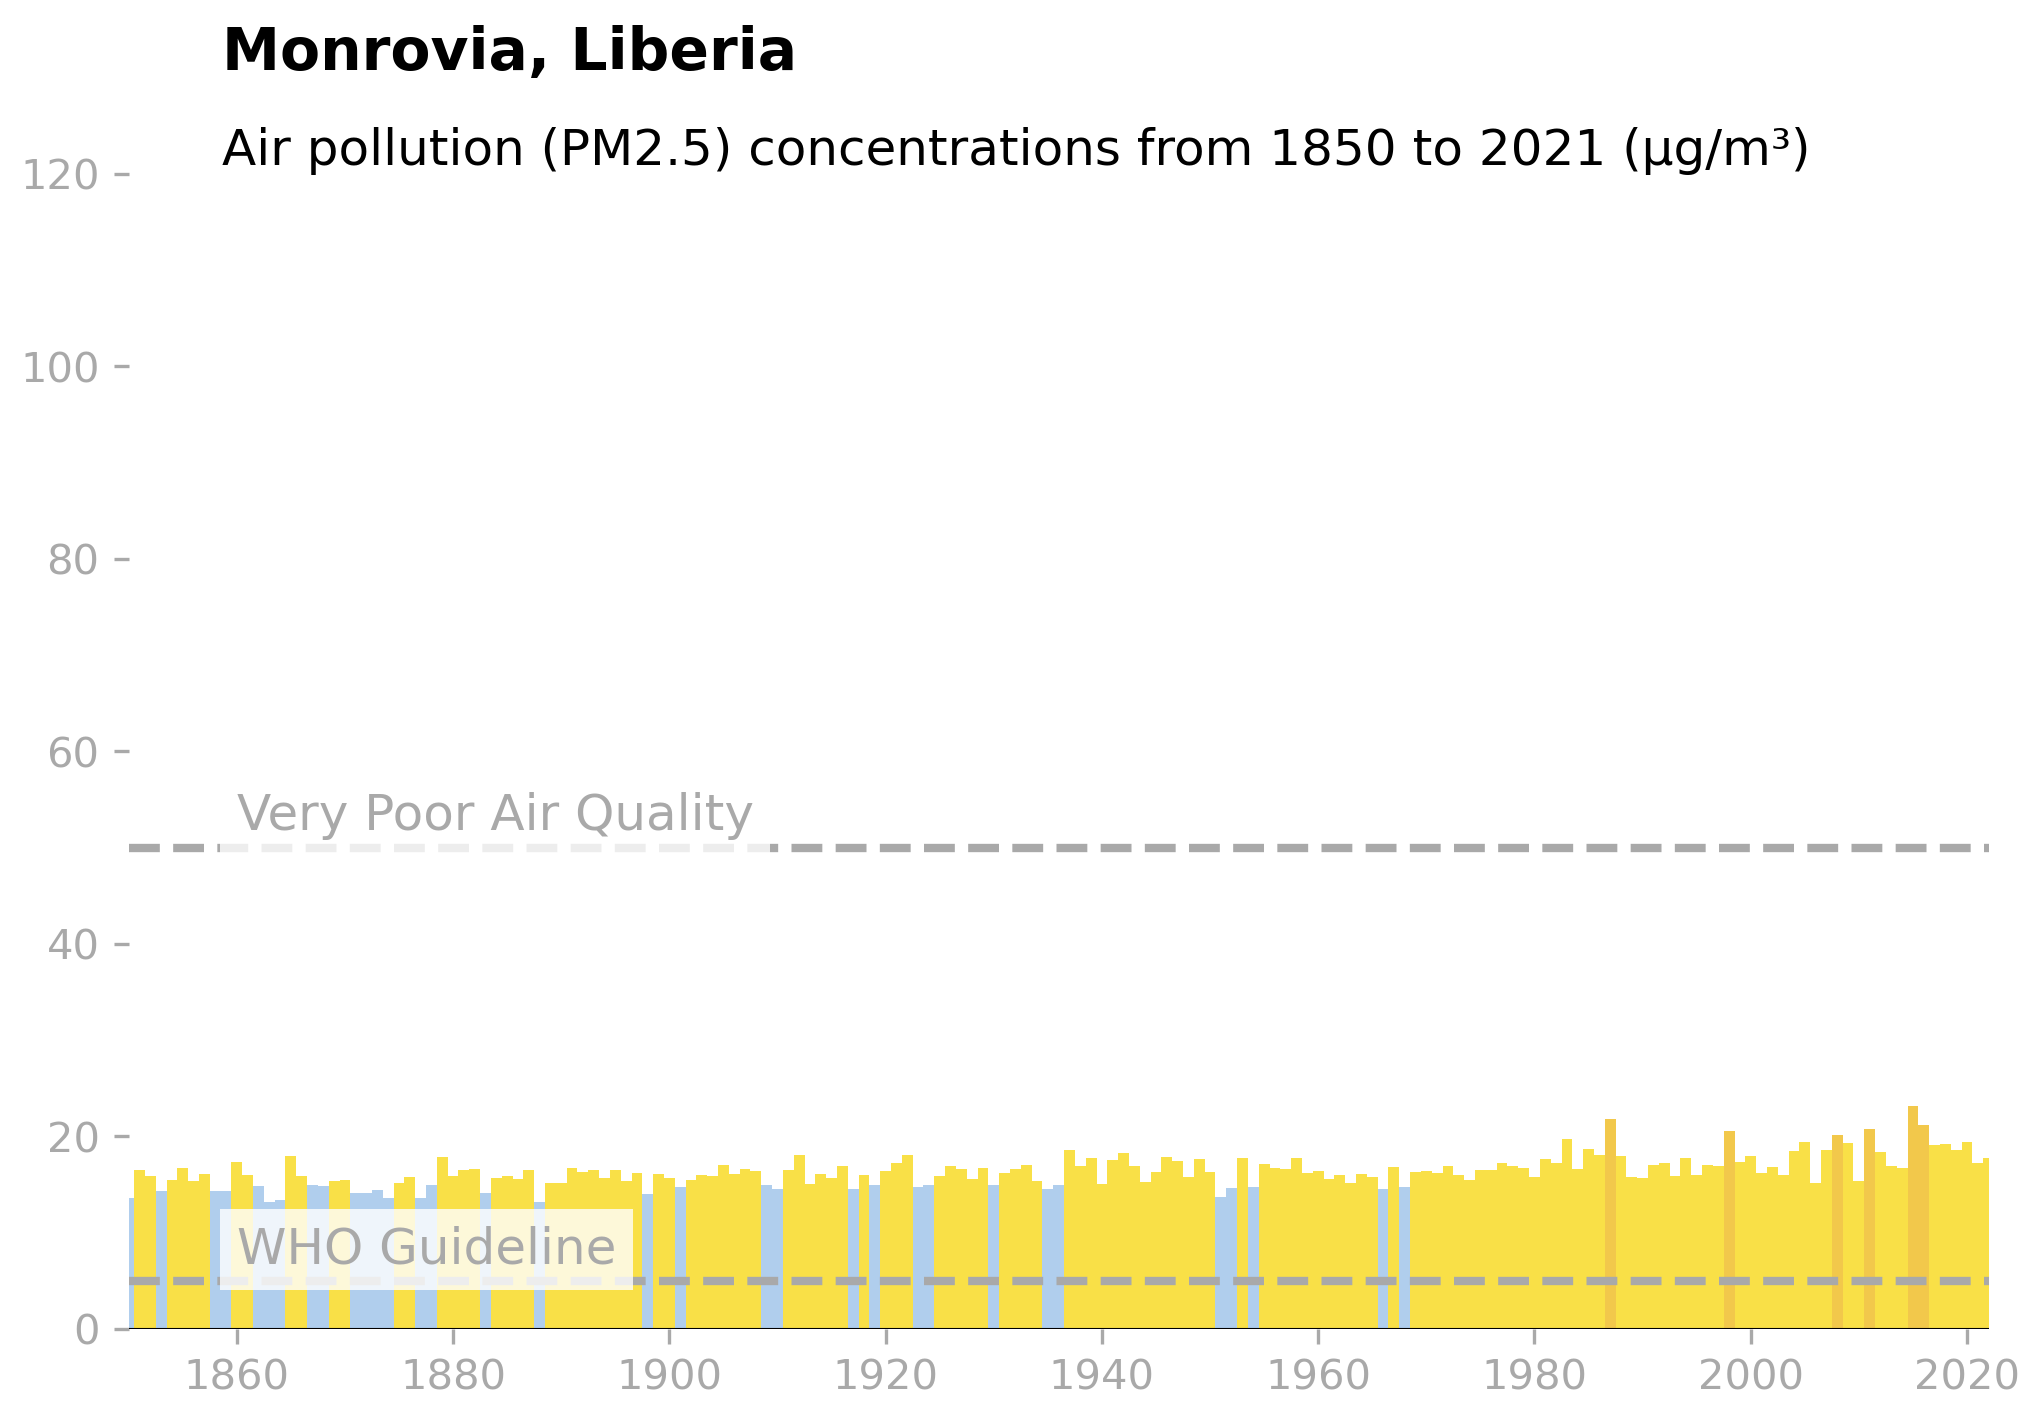 Monrovia, Liberia
Air pollution (PM2.5) concentrations from 1850 to 2021 (µg/m³)
120
100
80
60
Very Poor Air Quality
40
20
WHO Guideline
0
1860 1880 1900 1920 1940 1960 1980 2000 2020